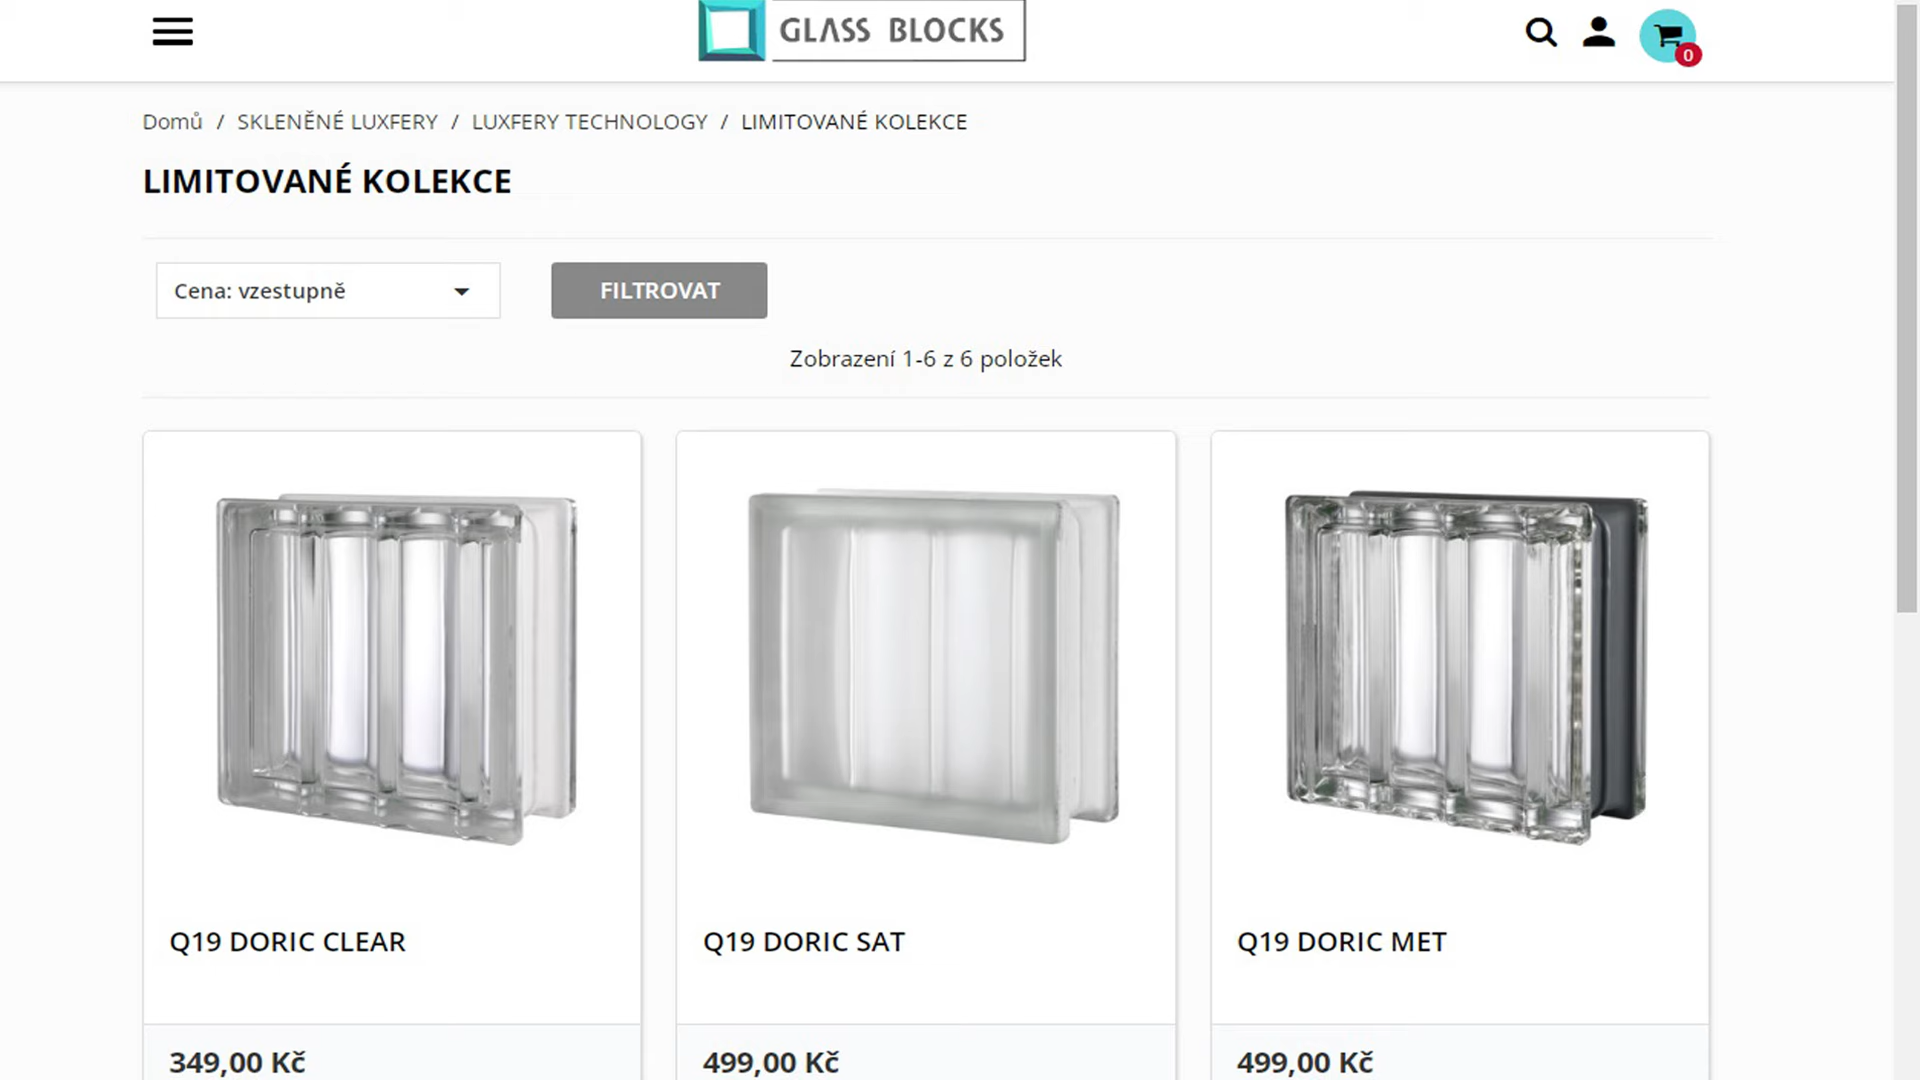 GLASS BLOCKS
0
Domů / SKLENĚNÉ LUXFERY / LUXFERY TECHNOLOGY / LIMITOVANÉ KOLEKCE
LIMITOVANÉ KOLEKCE
Cena: vzestupně
FILTROVAT
Zobrazení 1-6 z 6 položek
Q19 DORIC CLEAR
Q19 DORIC SAT
Q19 DORIC MET
349,00 Kč
499,00 Kč
499,00 Kč